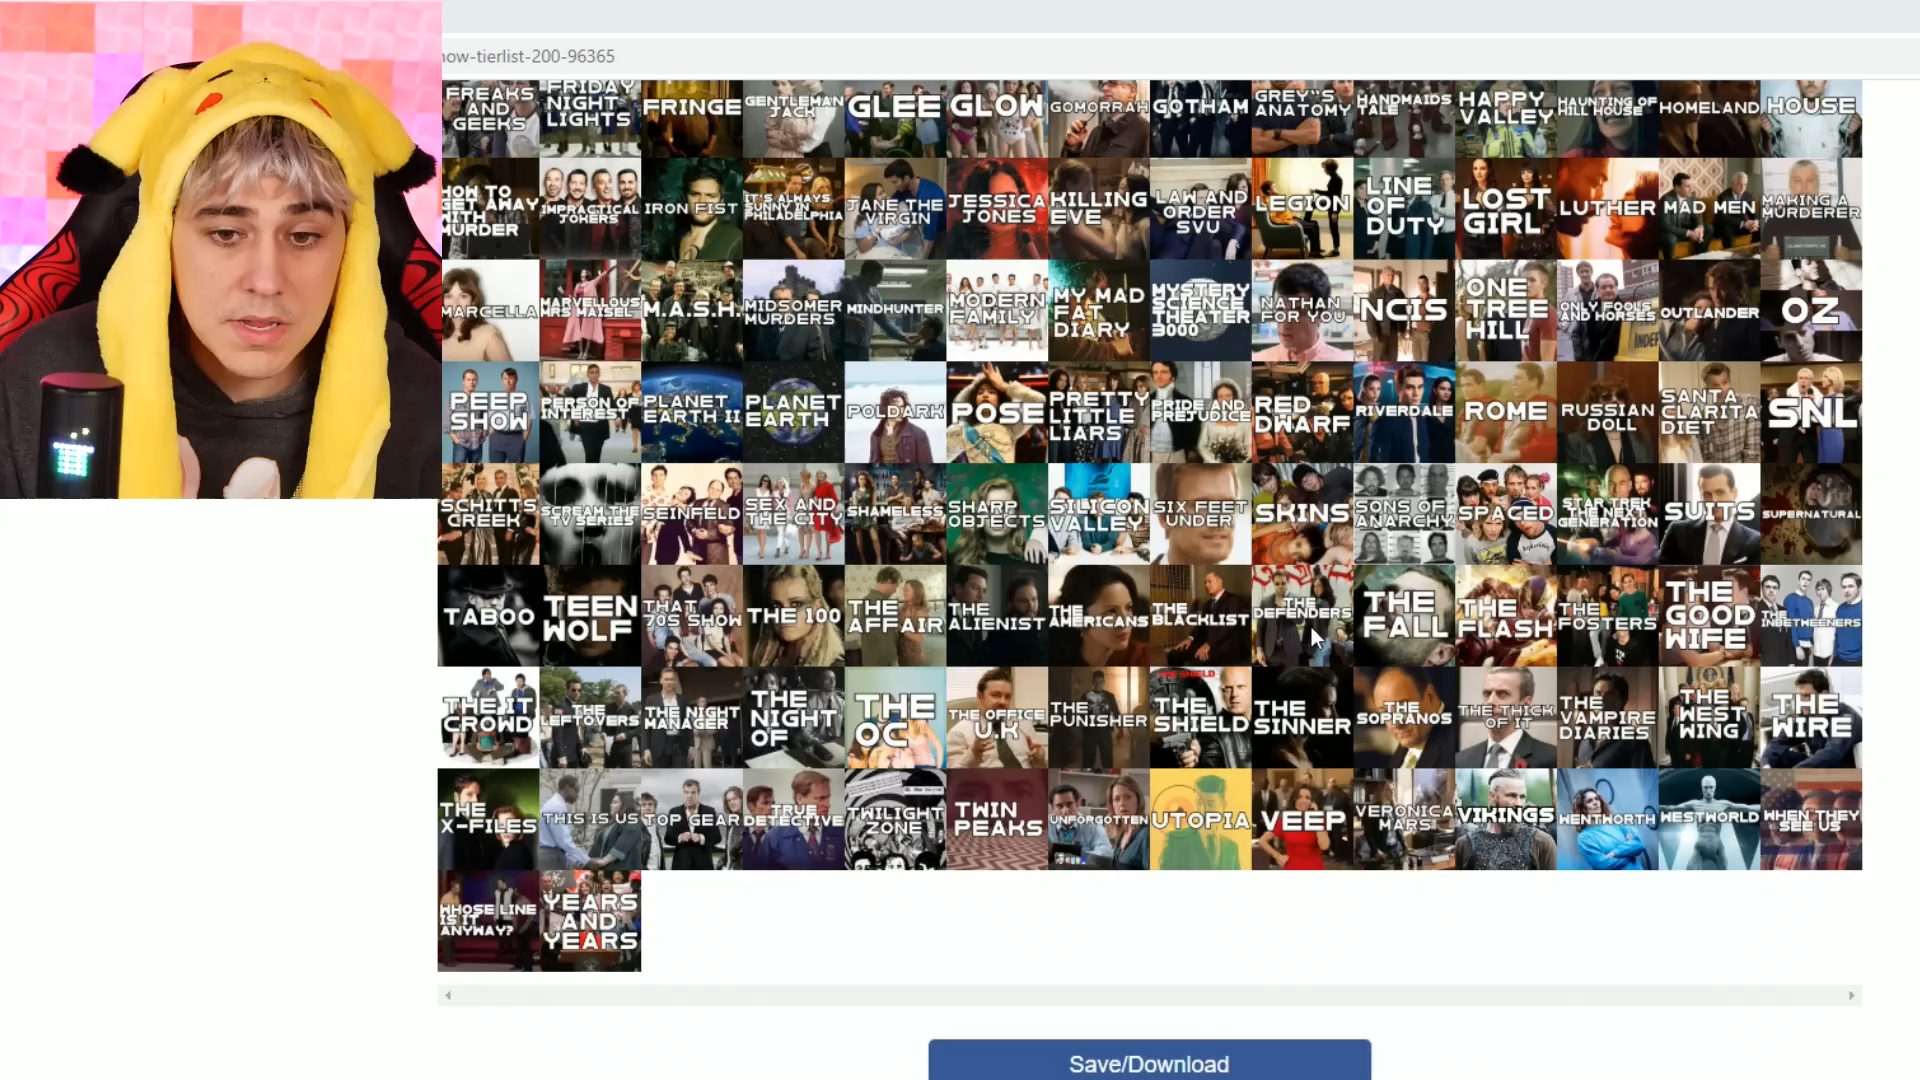 how-tierlist-200-96365
FREAKS
AND
GEEKS
FRIDAY
NIGHT
LIGHTS
FRINGE
GENTLEMAN
JACK
GLEE
GLOW
GOMORRAH
GOTHAM
GREY"S
ANATOMY
HANDMAIDS
TALE
HAPPY
VALLEY
HAUNTING OF
HILL HOUSE
HOMELAND
HOUSE
HOW TO
GET AWAY
WITH
MURDER
IMPRACTICAL
JOKERS
IRON FIST
IT'S ALWAYS
SUNNY IN
PHILADELPHIA
JANE THE
VIRGIN
JESSICA
JONES
KILLING
EVE
LAW AND
ORDER
SVU
LEGION
LINE
OF
DUTY
LOST
GIRL
LUTHER
MAD MEN
MAKING A
MURDERER
MARCELLA
MARVELLOUS
MRS MAISEL
M.A.S.H.
MIDSOMER
MURDERS
MINDHUNTER
MODERN
FAMILY
MY MAD
FAT
DIARY
MYSTERY
SCIENCE
THEATER
3000
NATHAN
FOR YOU
NCIS
ONE
TREE
HILL
ONLY FOOLS
AND HORSES
OUTLANDER
OZ
PEEP
SHOW
PERSON OF
INTEREST
PLANET
EARTH II
PLANET
EARTH
POLDARK
POSE
PRETTY
LITTLE
LIARS
PRIDE AND
PREJUDICE
RED
DWARF
RIVERDALE
ROME
RUSSIAN
DOLL
SANTA
CLARITA
DIET
SNL
SCHITTS
CREEK
SCREAM THE
TV SERIES
SEINFELD
SEX AND
THE CITY
SHAMELESS
SHARP
OBJECTS
SILICON
VALLEY
SIX FEET
UNDER
SKINS
SONS OF
ANARCHY
SPACED
STAR TREK
THE NEXT
GENERATION
SUITS
SUPERNATURAL
TABOO
TEEN
WOLF
THAT
70S SHOW
THE 100
THE
AFFAIR
THE
ALIENIST
THE
AMERICANS
THE
BLACKLIST
THE
DEFENDERS
THE
FALL
THE
FLASH
THE
FOSTERS
THE
GOOD
WIFE
THE
INBETWEENERS
THE IT
CROWD
THE
LEFTOVERS
THE NIGHT
MANAGER
THE
NIGHT
OF
THE
OC
THE OFFICE
U.K
THE
PUNISHER
THE SHIELD
THE
SHIELD
THE
SINNER
THE
SOPRANOS
THE THICK
OF IT
THE
VAMPIRE
DIARIES
THE
WEST
WING
THE
WIRE
THE
X-FILES
THIS IS US
TOP GEAR
TRUE
DETECTIVE
TWILIGHT
ZONE
TWIN
PEAKS
UNFORGOTTEN
UTOPIA
VEEP
VERONICA
MARS
VIKINGS
WENTWORTH
WESTWORLD
WHEN THEY
SEE US
WHOSE LINE
IS IT
ANYWAY?
YEARS
AND
YEARS
Save/Download